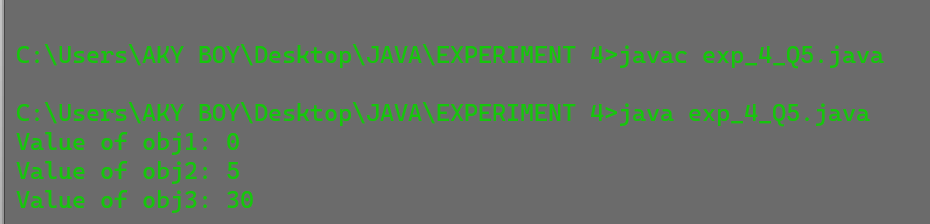 C:\Users\AKY BOY\Desktop\JAVA\EXPERIMENT 4>javac exp_4_Q5.java
C:\Users\AKY BOY\Desktop\JAVA\EXPERIMENT 4>java exp_4_Q5.java
Value of obj1: 0
Value of obj2: 5
Value of obj3: 30